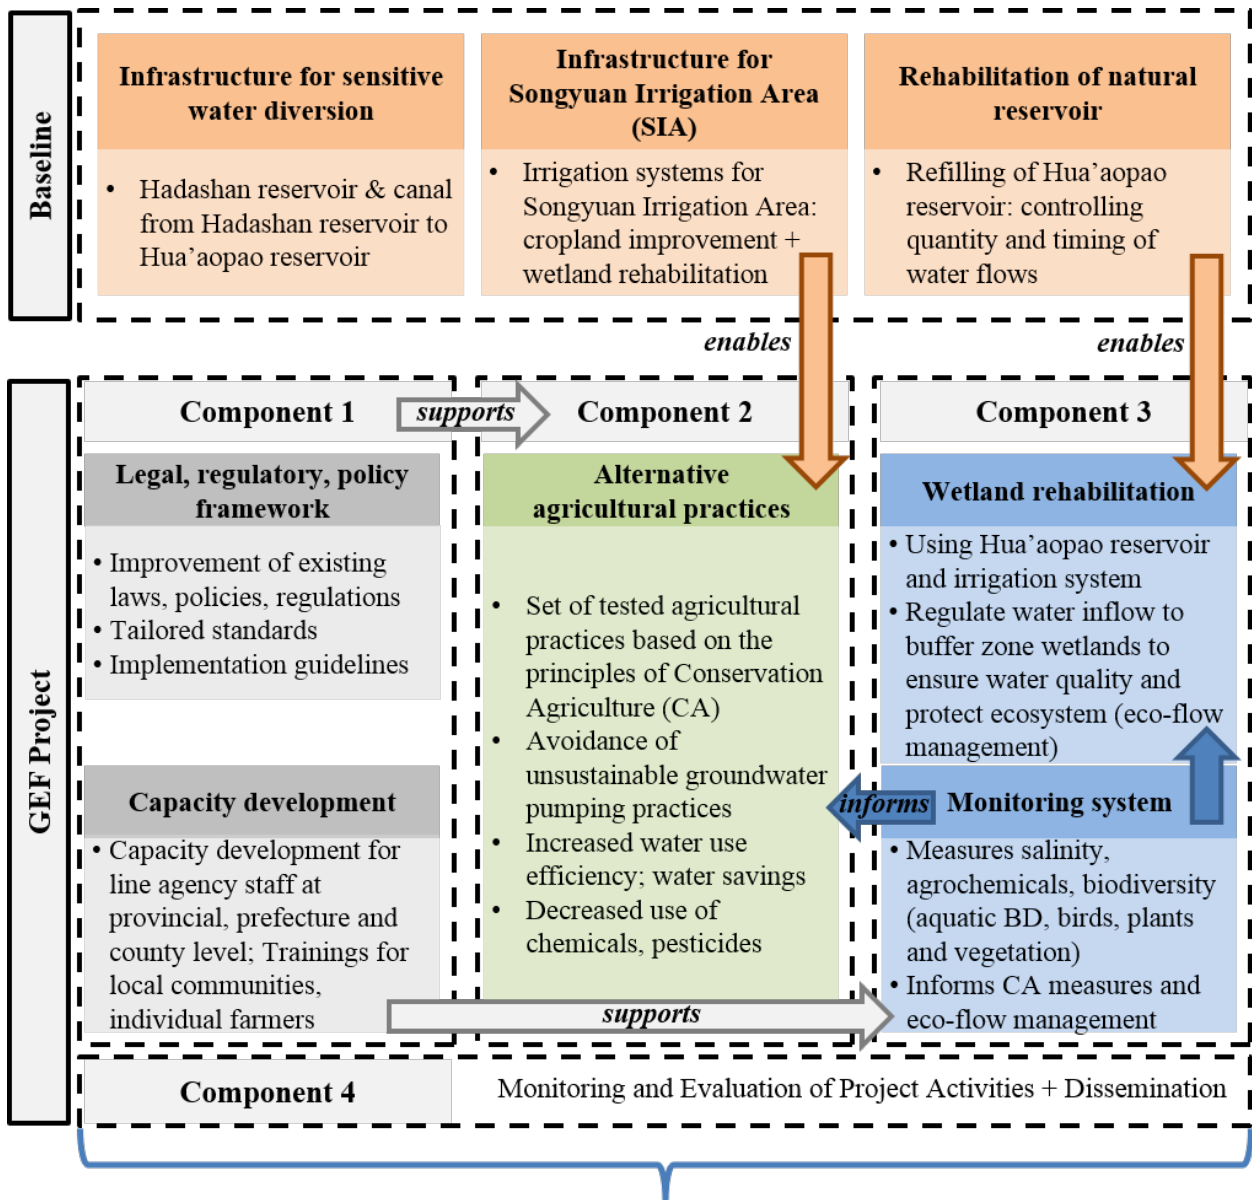 Baseline
Infrastructure for sensitive
water diversion
• Hadashan reservoir & canal
from Hadashan reservoir to
Hua’aopao reservoir
Infrastructure for
Songyuan Irrigation Area
(SIA)
• Irrigation systems for
Songyuan Irrigation Area:
cropland improvement +
wetland rehabilitation
Rehabilitation of natural
reservoir
• Refilling of Hua’aopao
reservoir: controlling
quantity and timing of
water flows
enables
enables
GEF Project
Component 1
supports
Component 2
Component 3
Legal, regulatory, policy
framework
• Improvement of existing
laws, policies, regulations
• Tailored standards
• Implementation guidelines
Capacity development
• Capacity development for
line agency staff at
provincial, prefecture and
county level; Trainings for
local communities,
individual farmers
Alternative
agricultural practices
• Set of tested agricultural
practices based on the
principles of Conservation
Agriculture (CA)
• Avoidance of
unsustainable groundwater
pumping practices
• Increased water use
efficiency; water savings
• Decreased use of
chemicals, pesticides
supports
Wetland rehabilitation
• Using Hua’aopao reservoir
and irrigation system
• Regulate water inflow to
buffer zone wetlands to
ensure water quality and
protect ecosystem (eco-flow
management)
informs
Monitoring system
• Measures salinity,
agrochemicals, biodiversity
(aquatic BD, birds, plants
and vegetation)
• Informs CA measures and
eco-flow management
Component 4
Monitoring and Evaluation of Project Activities + Dissemination